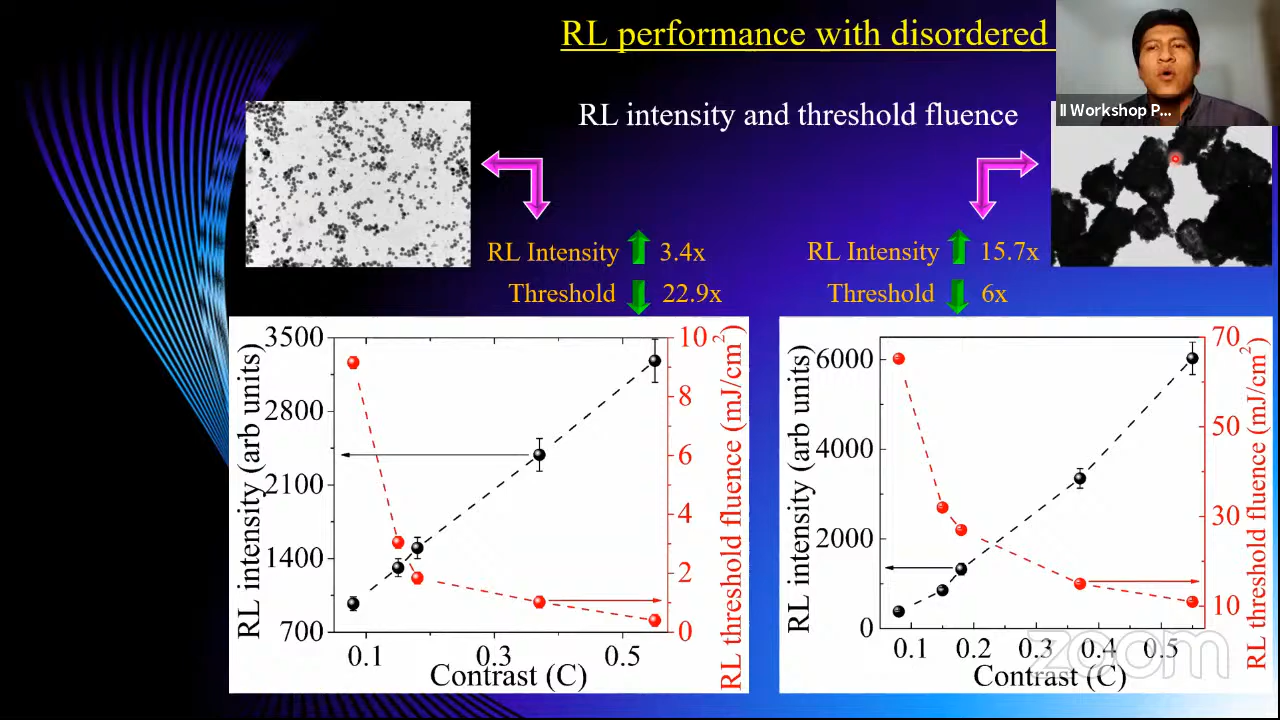 RL performance with disordered
II Workshop P...
RL intensity and threshold fluence
RL Intensity 3.4x
Threshold 22.9x
RL Intensity 15.7x
Threshold 6x
RL intensity (arb units)
3500
2800
2100
1400
700
10
8
6
4
2
0
RL threshold fluence (mJ/cm²)
0.1 0.3 0.5
Contrast (C)
RL intensity (arb units)
6000
4000
2000
0
70
50
30
10
RL threshold fluence (mJ/cm²)
0.1 0.2 0.3 0.4 0.5
Contrast (C)
zoom